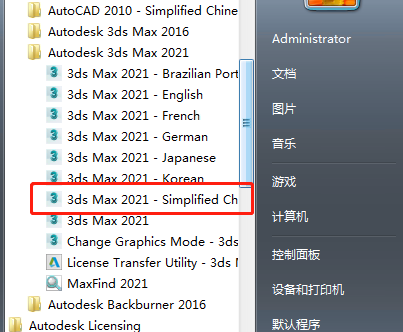 AutoCAD 2010 - Simplified Chine
Autodesk 3ds Max 2016
Autodesk 3ds Max 2021
3ds Max 2021 - Brazilian Port
3ds Max 2021 - English
3ds Max 2021 - French
3ds Max 2021 - German
3ds Max 2021 - Japanese
3ds Max 2021 - Korean
3ds Max 2021 - Simplified Ch
3ds Max 2021
Change Graphics Mode - 3ds
License Transfer Utility - 3ds M
MaxFind 2021
Autodesk Backburner 2016
Autodesk Licensing
Administrator
文档
图片
音乐
游戏
计算机
控制面板
设备和打印机
默认程序